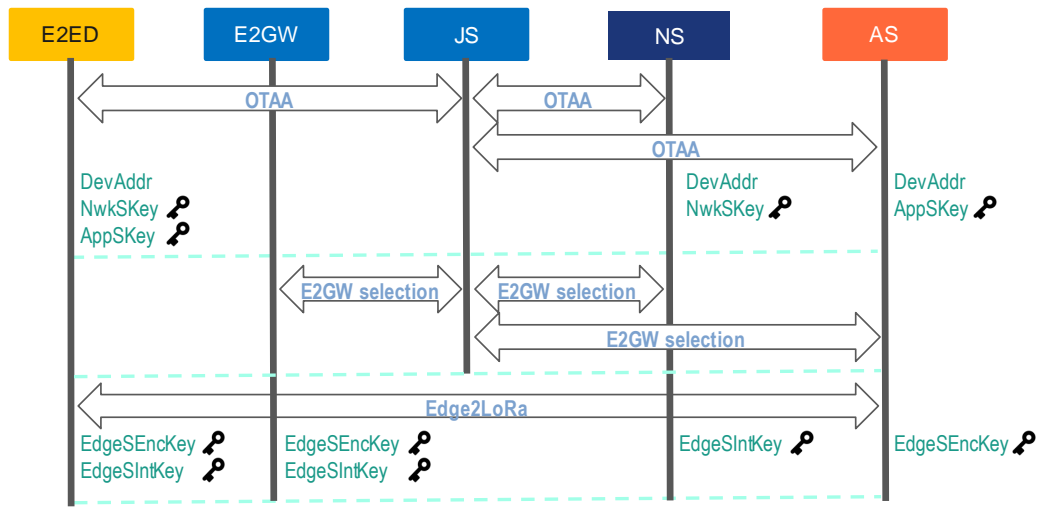 E2ED
E2GW
JS
NS
AS
OTAA
OTAA
OTAA
DevAddr
NwkSKey
AppSKey
DevAddr
NwkSKey
DevAddr
AppSKey
E2GW selection
E2GW selection
E2GW selection
Edge2LoRa
EdgeSEncKey
EdgeSIntKey
EdgeSEncKey
EdgeSIntKey
EdgeSIntKey
EdgeSEncKey